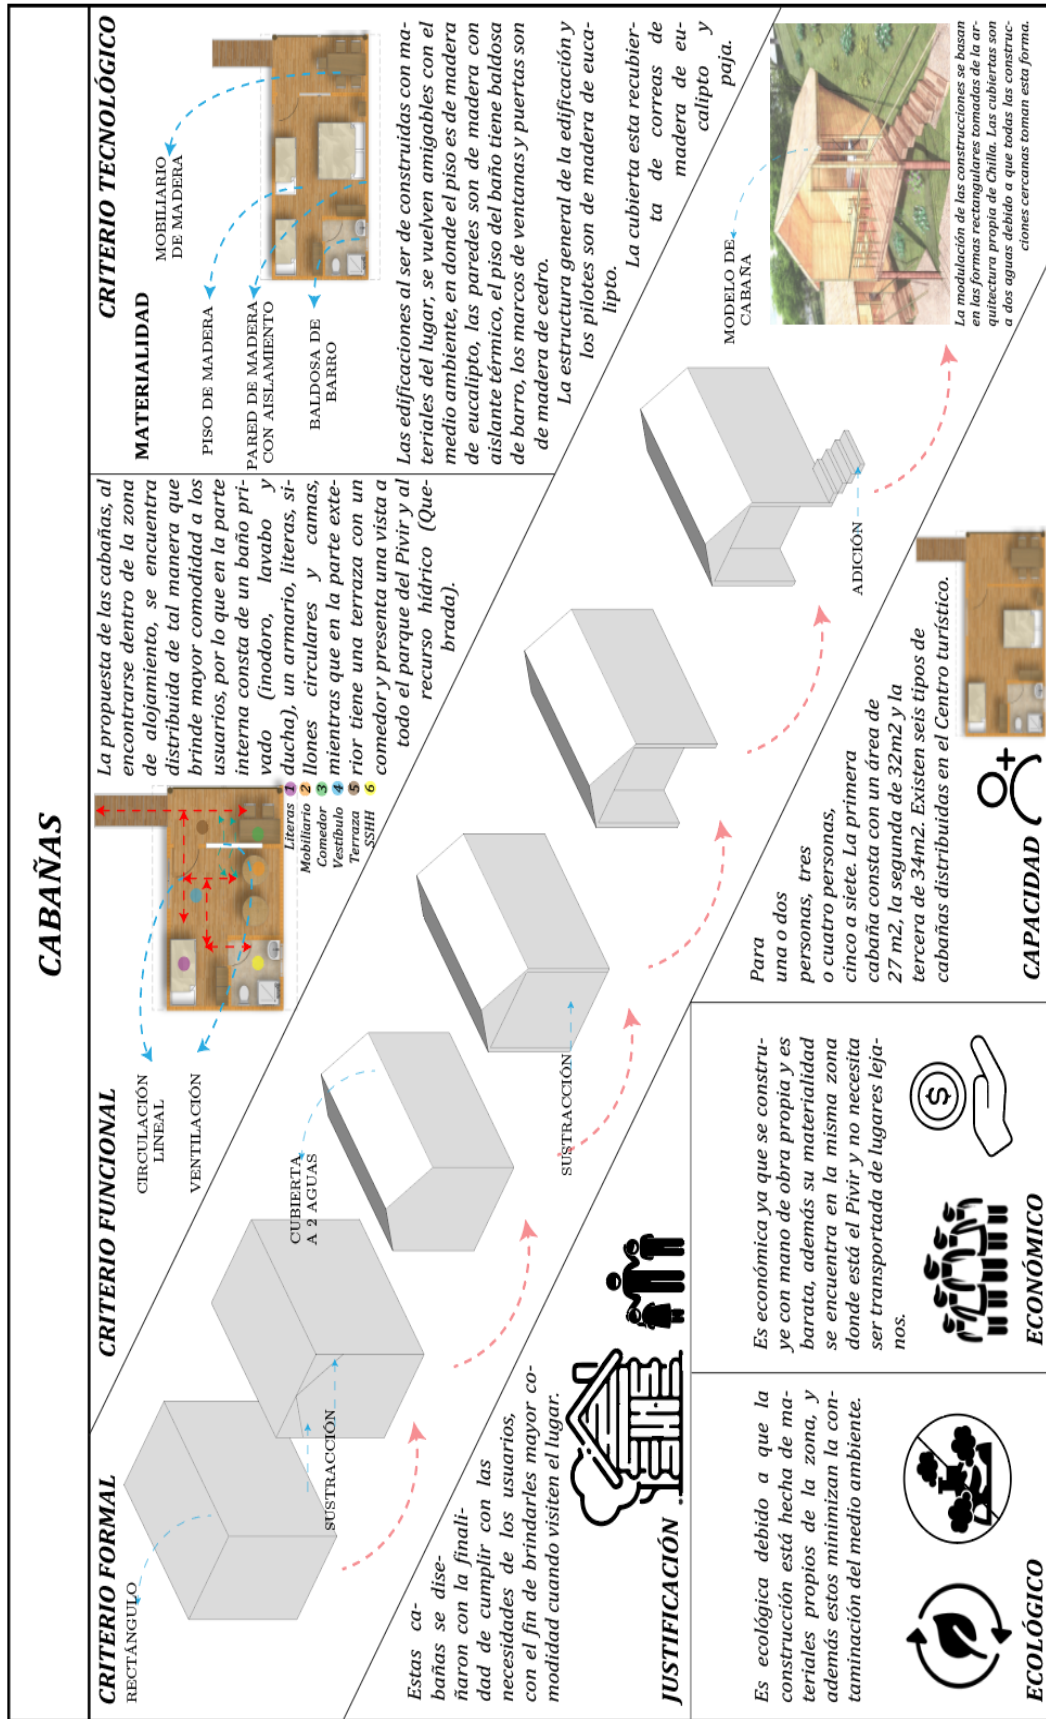 CABAÑAS
CRITERIO FORMAL
RECTÁNGULO
SUSTRACCIÓN
CUBIERTA
A 2 AGUAS
SUSTRACCIÓN
ADICIÓN
MODELO DE
CABAÑA
La modulación de las construcciones se basan
en las formas rectangulares tomadas de la ar-
quitectura propia de Chilla. Las cubiertas son
a dos aguas debido a que todas las construc-
ciones cercanas toman esta forma.
CRITERIO FUNCIONAL
CIRCULACIÓN
LINEAL
VENTILACIÓN
Literas 1
Mobiliario 2
Comedor 3
Vestíbulo 4
Terraza 5
SSHH 6
La propuesta de las cabañas, al
encontrarse dentro de la zona
de alojamiento, se encuentra
distribuida de tal manera que
brinde mayor comodidad a los
usuarios, por lo que en la parte
interna consta de un baño pri-
vado (inodoro, lavabo y
ducha), un armario, literas, si-
llones circulares y camas,
mientras que en la parte exte-
rior tiene una terraza con un
comedor y presenta una vista a
todo el parque del Pivir y al
recurso hídrico (Que-
brada).
CRITERIO TECNOLÓGICO
MATERIALIDAD
MOBILIARIO
DE MADERA
PISO DE MADERA
PARED DE MADERA
CON AISLAMIENTO
BALDOSA DE
BARRO
Las edificaciones al ser de construidas con ma-
teriales del lugar, se vuelven amigables con el
medio ambiente, en donde el piso es de madera
de eucalipto, las paredes son de madera con
aislante térmico, el piso del baño tiene baldosa
de barro, los marcos de ventanas y puertas son
de madera de cedro.
La estructura general de la edificación y
los pilotes son de madera de euca-
lipto.
La cubierta esta recubier-
ta de correas de
madera de eu-
calipto y
paja.
Estas ca-
bañas se dise-
ñaron con la finali-
dad de cumplir con las
necesidades de los usuarios,
con el fin de brindarles mayor co-
modidad cuando visiten el lugar.
JUSTIFICACIÓN
Es ecológica debido a que la
construcción está hecha de ma-
teriales propios de la zona, y
además estos minimizan la con-
taminación del medio ambiente.
ECOLÓGICO
Es económica ya que se constru-
ye con mano de obra propia y es
barata, además su materialidad
se encuentra en la misma zona
donde está el Pivir y no necesita
ser transportada de lugares leja-
nos.
$
ECONÓMICO
Para
una o dos
personas, tres
o cuatro personas,
cinco a siete. La primera
cabaña consta con un área de
27 m2, la segunda de 32m2 y la
tercera de 34m2. Existen seis tipos de
cabañas distribuidas en el Centro turístico.
CAPACIDAD